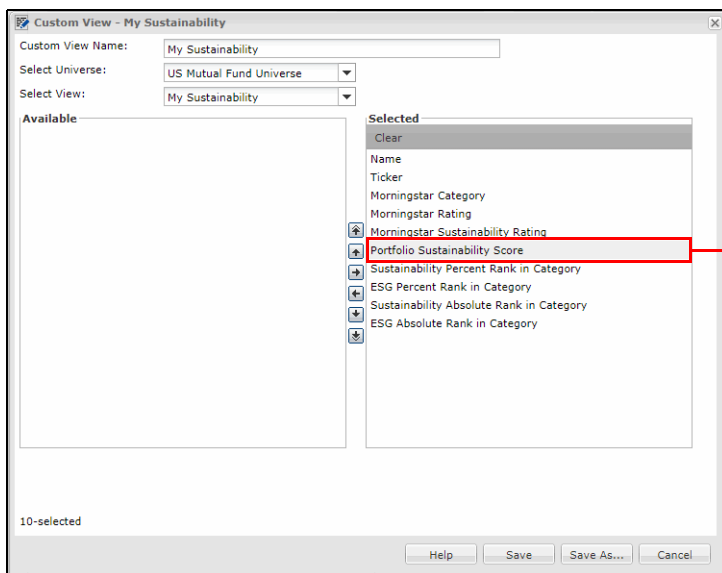 Custom View - My Sustainability
Custom View Name: My Sustainability
Select Universe: US Mutual Fund Universe
Select View: My Sustainability
Available
Selected
Clear
Name
Ticker
Morningstar Category
Morningstar Rating
Morningstar Sustainability Rating
Portfolio Sustainability Score
Sustainability Percent Rank in Category
ESG Percent Rank in Category
Sustainability Absolute Rank in Category
ESG Absolute Rank in Category
10-selected
Help Save Save As... Cancel